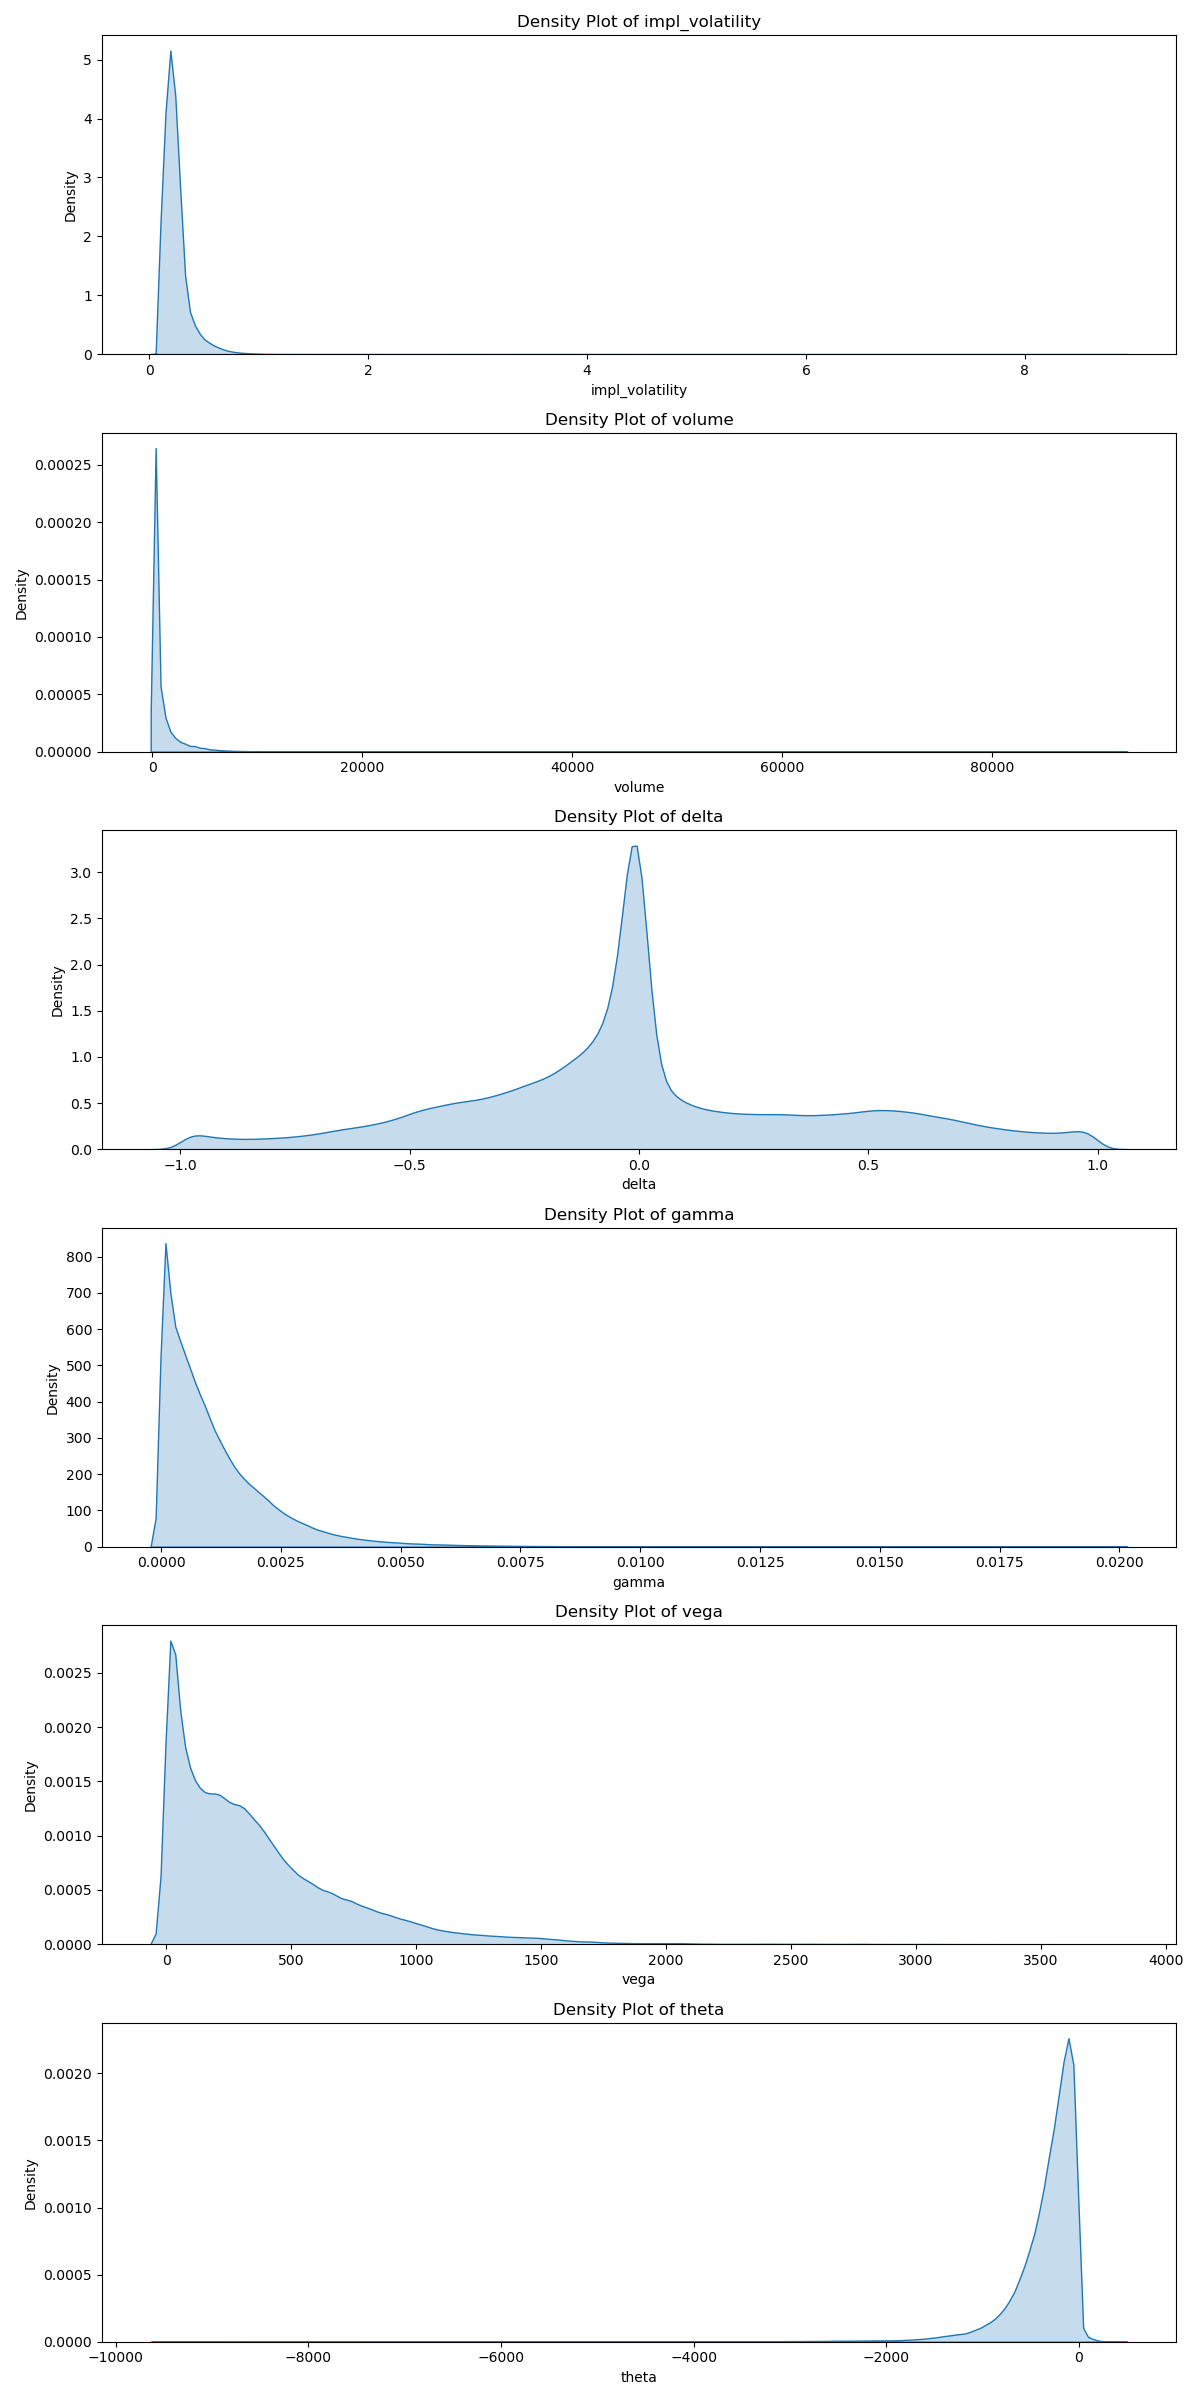 Density Plot of impl_volatility
5
4
3
2
1
0
Density
0 2 4 6 8
impl_volatility
Density Plot of volume
0.00025
0.00020
0.00015
0.00010
0.00005
0.00000
Density
0 20000 40000 60000 80000
volume
Density Plot of delta
3.0
2.5
2.0
1.5
1.0
0.5
0.0
Density
−1.0 −0.5 0.0 0.5 1.0
delta
Density Plot of gamma
800
700
600
500
400
300
200
100
0
Density
0.0000 0.0025 0.0050 0.0075 0.0100 0.0125 0.0150 0.0175 0.0200
gamma
Density Plot of vega
0.0025
0.0020
0.0015
0.0010
0.0005
0.0000
Density
0 500 1000 1500 2000 2500 3000 3500 4000
vega
Density Plot of theta
0.0020
0.0015
0.0010
0.0005
0.0000
Density
−10000 −8000 −6000 −4000 −2000 0
theta